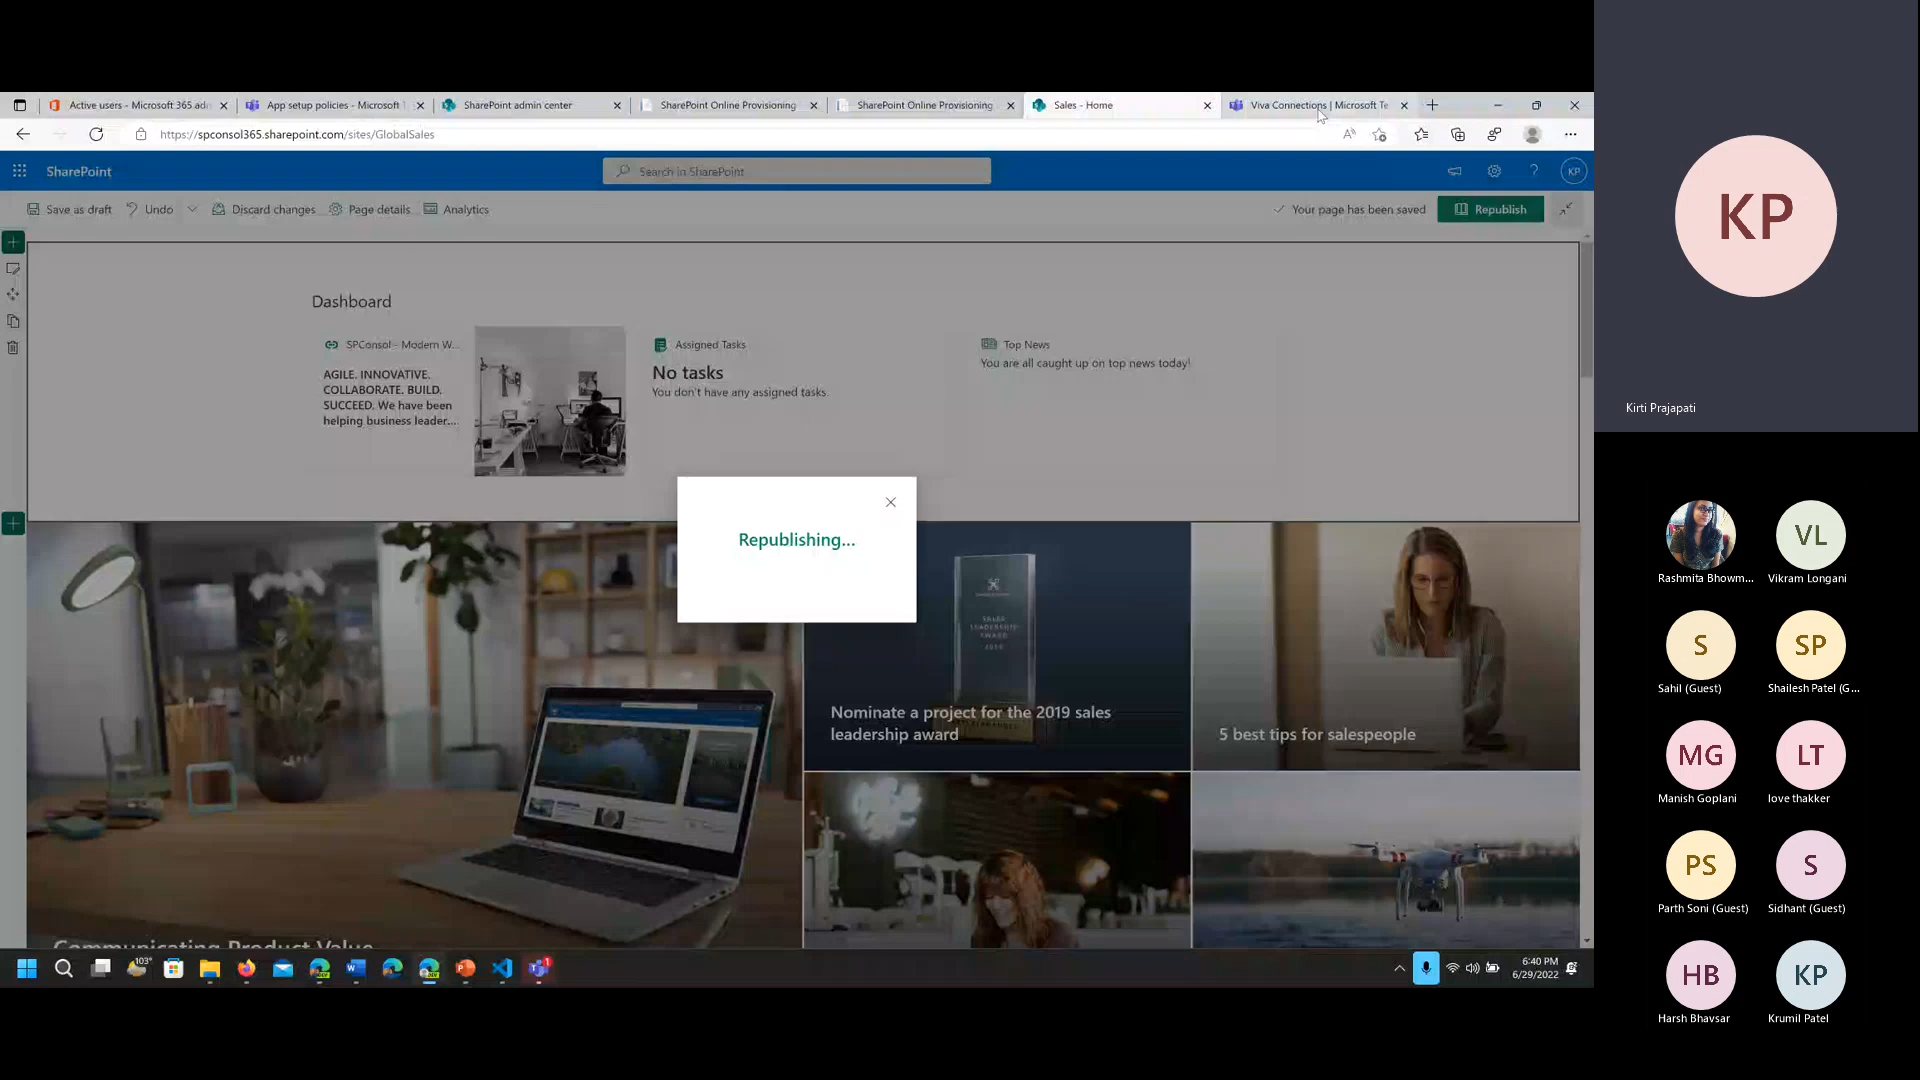 Active users - Microsoft 365 adm
App setup policies - Microsoft T
SharePoint admin center
SharePoint Online Provisioning
SharePoint Online Provisioning
Sales - Home
Viva Connections | Microsoft Te
https://spconsol365.sharepoint.com/sites/GlobalSales
SharePoint
Search in SharePoint
KP
Save as draft
Undo
Discard changes
Page details
Analytics
Your page has been saved
Republish
Dashboard
SPConsol - Modern W...
AGILE. INNOVATIVE.
COLLABORATE. BUILD.
SUCCEED. We have been
helping business leader...
Assigned Tasks
No tasks
You don't have any assigned tasks.
Top News
You are all caught up on top news today!
Republishing...
SALES
LEADERSHIP
AWARD
Nominate a project for the 2019 sales
leadership award
5 best tips for salespeople
Communicating Product Value
103°
1
6:40 PM
6/29/2022
KP
Kirti Prajapati
Rashmita Bhowm...
VL
Vikram Longani
S
Sahil (Guest)
SP
Shailesh Patel (G...
MG
Manish Goplani
LT
love thakker
PS
Parth Soni (Guest)
S
Sidhant (Guest)
HB
Harsh Bhavsar
KP
Krumil Patel